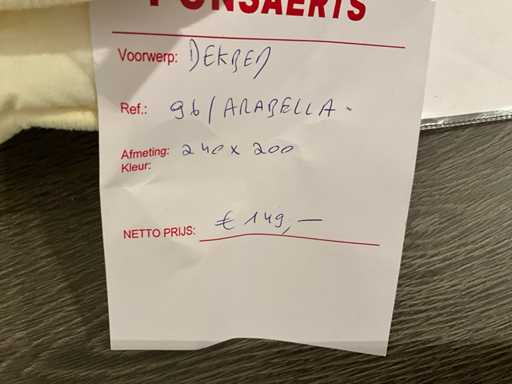 PONSAERTS
Voorwerp: DEKBED
Ref.: 96/ARABELLA.
Afmeting: 240 x 200
Kleur:
NETTO PRIJS: € 149,—